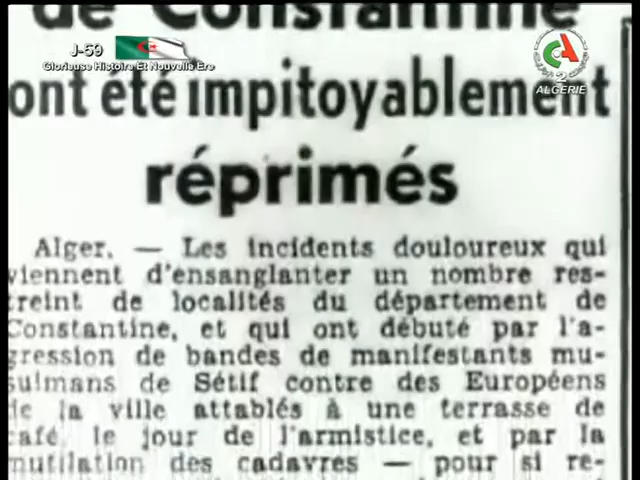 de Constantine
J-59
Glorieuse Histoire Et Nouvelle Ere
2
ALGERIE
ont été impitoyablement
réprimés
Alger. — Les incidents douloureux qui
viennent d'ensanglanter un nombre res-
treint de localités du département de
Constantine, et qui ont débuté par l'a-
gression de bandes de manifestants mu-
sulmans de Sétif contre des Européens
de la ville attablés à une terrasse de
café, le jour de l'armistice, et par la
mutilation des cadavres — pour si re-